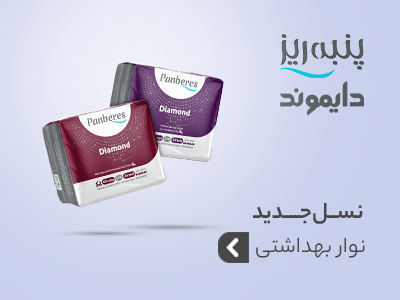 پنبه‌ریز
دایموند
Panberes
Diamond
Panberes
Diamond
نسل جدید
نوار بهداشتی